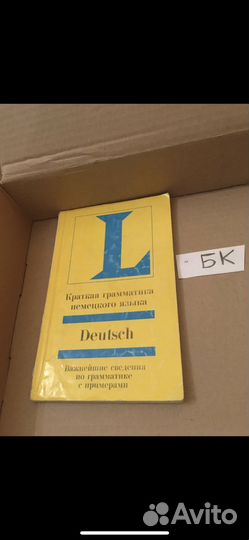 L
Краткая грамматика
немецкого языка
Deutsch
Важнейшие сведения
по грамматике
с примерами
БК
Avito